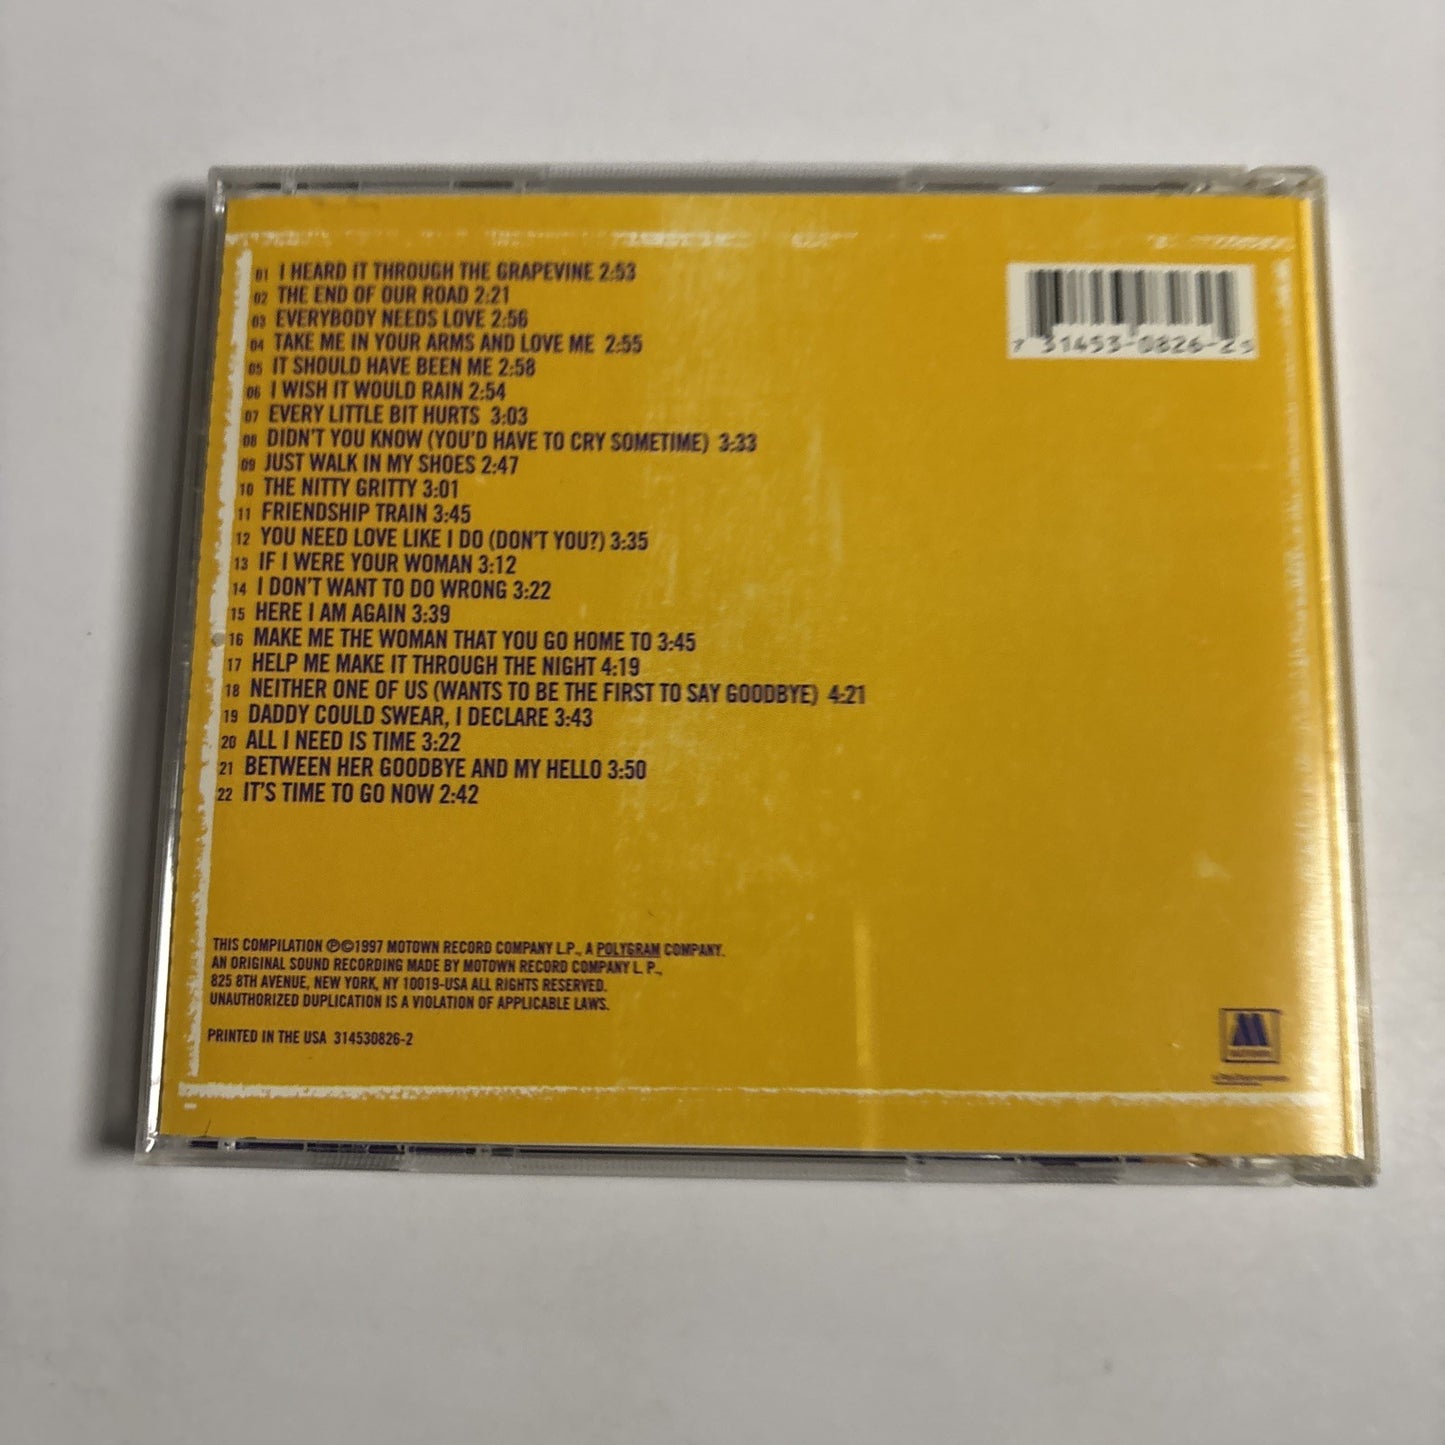 01 I HEARD IT THROUGH THE GRAPEVINE 2:53
02 THE END OF OUR ROAD 2:21
03 EVERYBODY NEEDS LOVE 2:56
04 TAKE ME IN YOUR ARMS AND LOVE ME 2:55
05 IT SHOULD HAVE BEEN ME 2:58
06 I WISH IT WOULD RAIN 2:54
07 EVERY LITTLE BIT HURTS 3:03
08 DIDN'T YOU KNOW (YOU'D HAVE TO CRY SOMETIME) 3:33
09 JUST WALK IN MY SHOES 2:47
10 THE NITTY GRITTY 3:01
11 FRIENDSHIP TRAIN 3:45
12 YOU NEED LOVE LIKE I DO (DON'T YOU?) 3:35
13 IF I WERE YOUR WOMAN 3:12
14 I DON'T WANT TO DO WRONG 3:22
15 HERE I AM AGAIN 3:39
16 MAKE ME THE WOMAN THAT YOU GO HOME TO 3:45
17 HELP ME MAKE IT THROUGH THE NIGHT 4:19
18 NEITHER ONE OF US (WANTS TO BE THE FIRST TO SAY GOODBYE) 4:21
19 DADDY COULD SWEAR, I DECLARE 3:43
20 ALL I NEED IS TIME 3:22
21 BETWEEN HER GOODBYE AND MY HELLO 3:50
22 IT'S TIME TO GO NOW 2:42
7 31453-0826-2 5
THIS COMPILATION ℗©1997 MOTOWN RECORD COMPANY L.P., A POLYGRAM COMPANY.
AN ORIGINAL SOUND RECORDING MADE BY MOTOWN RECORD COMPANY L. P.,
825 8TH AVENUE, NEW YORK, NY 10019-USA ALL RIGHTS RESERVED.
UNAUTHORIZED DUPLICATION IS A VIOLATION OF APPLICABLE LAWS.
PRINTED IN THE USA 314530826-2
M
MOTOWN